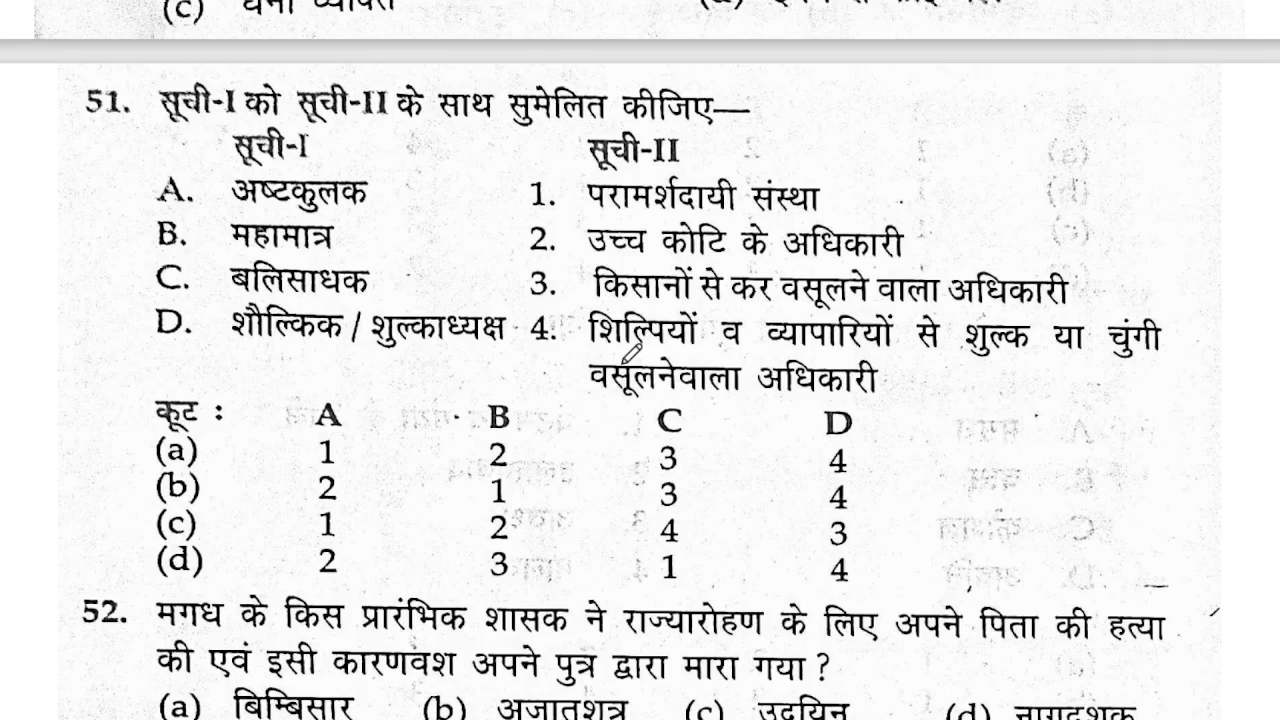 (c) धनी व्यक्ति
51. सूची-I को सूची-II के साथ सुमेलित कीजिए—
सूची-I सूची-II
A. अष्टकुलक 1. परामर्शदायी संस्था
B. महामात्र 2. उच्च कोटि के अधिकारी
C. बलिसाधक 3. किसानों से कर वसूलने वाला अधिकारी
D. शौल्किक / शुल्काध्यक्ष 4. शिल्पियों व व्यापारियों से शुल्क या चुंगी
वसूलनेवाला अधिकारी
कूट : A B C D
(a) 1 2 3 4
(b) 2 1 3 4
(c) 1 2 4 3
(d) 2 3 1 4
52. मगध के किस प्रारंभिक शासक ने राज्यारोहण के लिए अपने पिता की हत्या
की एवं इसी कारणवश अपने पुत्र द्वारा मारा गया ?
(a) बिम्बिसार (b) अजातशत्रु (c) उदयिन (d) नागदशक